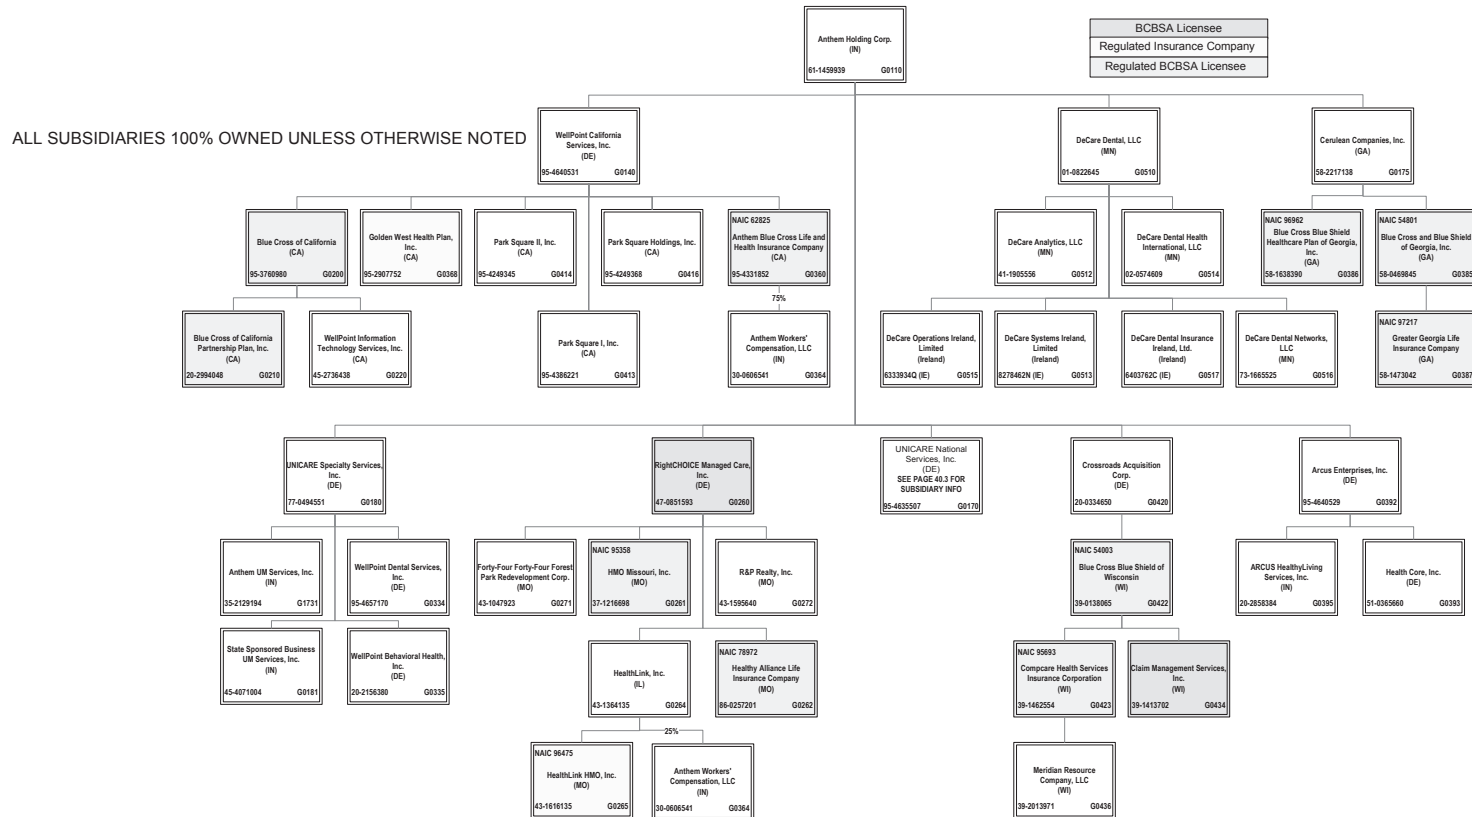 Anthem Holding Corp.
(IN)
61-1459939 G0110
BCBSA Licensee
Regulated Insurance Company
Regulated BCBSA Licensee
ALL SUBSIDIARIES 100% OWNED UNLESS OTHERWISE NOTED
WellPoint California
Services, Inc.
(DE)
95-4640531 G0140
DeCare Dental, LLC
(MN)
01-0822645 G0510
Cerulean Companies, Inc.
(GA)
58-2217138 G0175
Blue Cross of California
(CA)
95-3760980 G0200
Golden West Health Plan,
Inc.
(CA)
95-2907752 G0368
Park Square II, Inc.
(CA)
95-4249345 G0414
Park Square Holdings, Inc.
(CA)
95-4249368 G0416
NAIC 62825
Anthem Blue Cross Life and
Health Insurance Company
(CA)
95-4331852 G0360
DeCare Analytics, LLC
(MN)
41-1905556 G0512
DeCare Dental Health
International, LLC
(MN)
02-0574609 G0514
NAIC 96962
Blue Cross Blue Shield
Healthcare Plan of Georgia,
Inc.
(GA)
58-1638390 G0386
NAIC 54801
Blue Cross and Blue Shield
of Georgia, Inc.
(GA)
58-0469845 G0385
75%
Blue Cross of California
Partnership Plan, Inc.
(CA)
20-2994048 G0210
WellPoint Information
Technology Services, Inc.
(CA)
45-2736438 G0220
Park Square I, Inc.
(CA)
95-4386221 G0413
Anthem Workers'
Compensation, LLC
(IN)
30-0606541 G0364
DeCare Operations Ireland,
Limited
(Ireland)
6333934Q (IE) G0515
DeCare Systems Ireland,
Limited
(Ireland)
8278462N (IE) G0513
DeCare Dental Insurance
Ireland, Ltd.
(Ireland)
6403762C (IE) G0517
DeCare Dental Networks,
LLC
(MN)
73-1665525 G0516
NAIC 97217
Greater Georgia Life
Insurance Company
(GA)
58-1473042 G0387
UNICARE Specialty Services,
Inc.
(DE)
77-0494551 G0180
RightCHOICE Managed Care,
Inc.
(DE)
47-0851593 G0260
UNICARE National
Services, Inc.
(DE)
SEE PAGE 40.3 FOR
SUBSIDIARY INFO
95-4635507 G0170
Crossroads Acquisition
Corp.
(DE)
20-0334650 G0420
Arcus Enterprises, Inc.
(DE)
95-4640529 G0392
Anthem UM Services, Inc.
(IN)
35-2129194 G1731
WellPoint Dental Services,
Inc.
(DE)
95-4657170 G0334
Forty-Four Forty-Four Forest
Park Redevelopment Corp.
(MO)
43-1047923 G0271
NAIC 95358
HMO Missouri, Inc.
(MO)
37-1216698 G0261
R&P Realty, Inc.
(MO)
43-1595640 G0272
NAIC 54003
Blue Cross Blue Shield of
Wisconsin
(WI)
39-0138065 G0422
ARCUS HealthyLiving
Services, Inc.
(IN)
20-2858384 G0395
Health Core, Inc.
(DE)
51-0365660 G0393
State Sponsored Business
UM Services, Inc.
(IN)
45-4071004 G0181
WellPoint Behavioral Health,
Inc.
(DE)
20-2156380 G0335
HealthLink, Inc.
(IL)
43-1364135 G0264
NAIC 78972
Healthy Alliance Life
Insurance Company
(MO)
86-0257201 G0262
NAIC 95693
Compcare Health Services
Insurance Corporation
(WI)
39-1462554 G0423
Claim Management Services,
Inc.
(WI)
39-1413702 G0434
25%
NAIC 96475
HealthLink HMO, Inc.
(MO)
43-1616135 G0265
Anthem Workers'
Compensation, LLC
(IN)
30-0606541 G0364
Meridian Resource
Company, LLC
(WI)
39-2013971 G0436